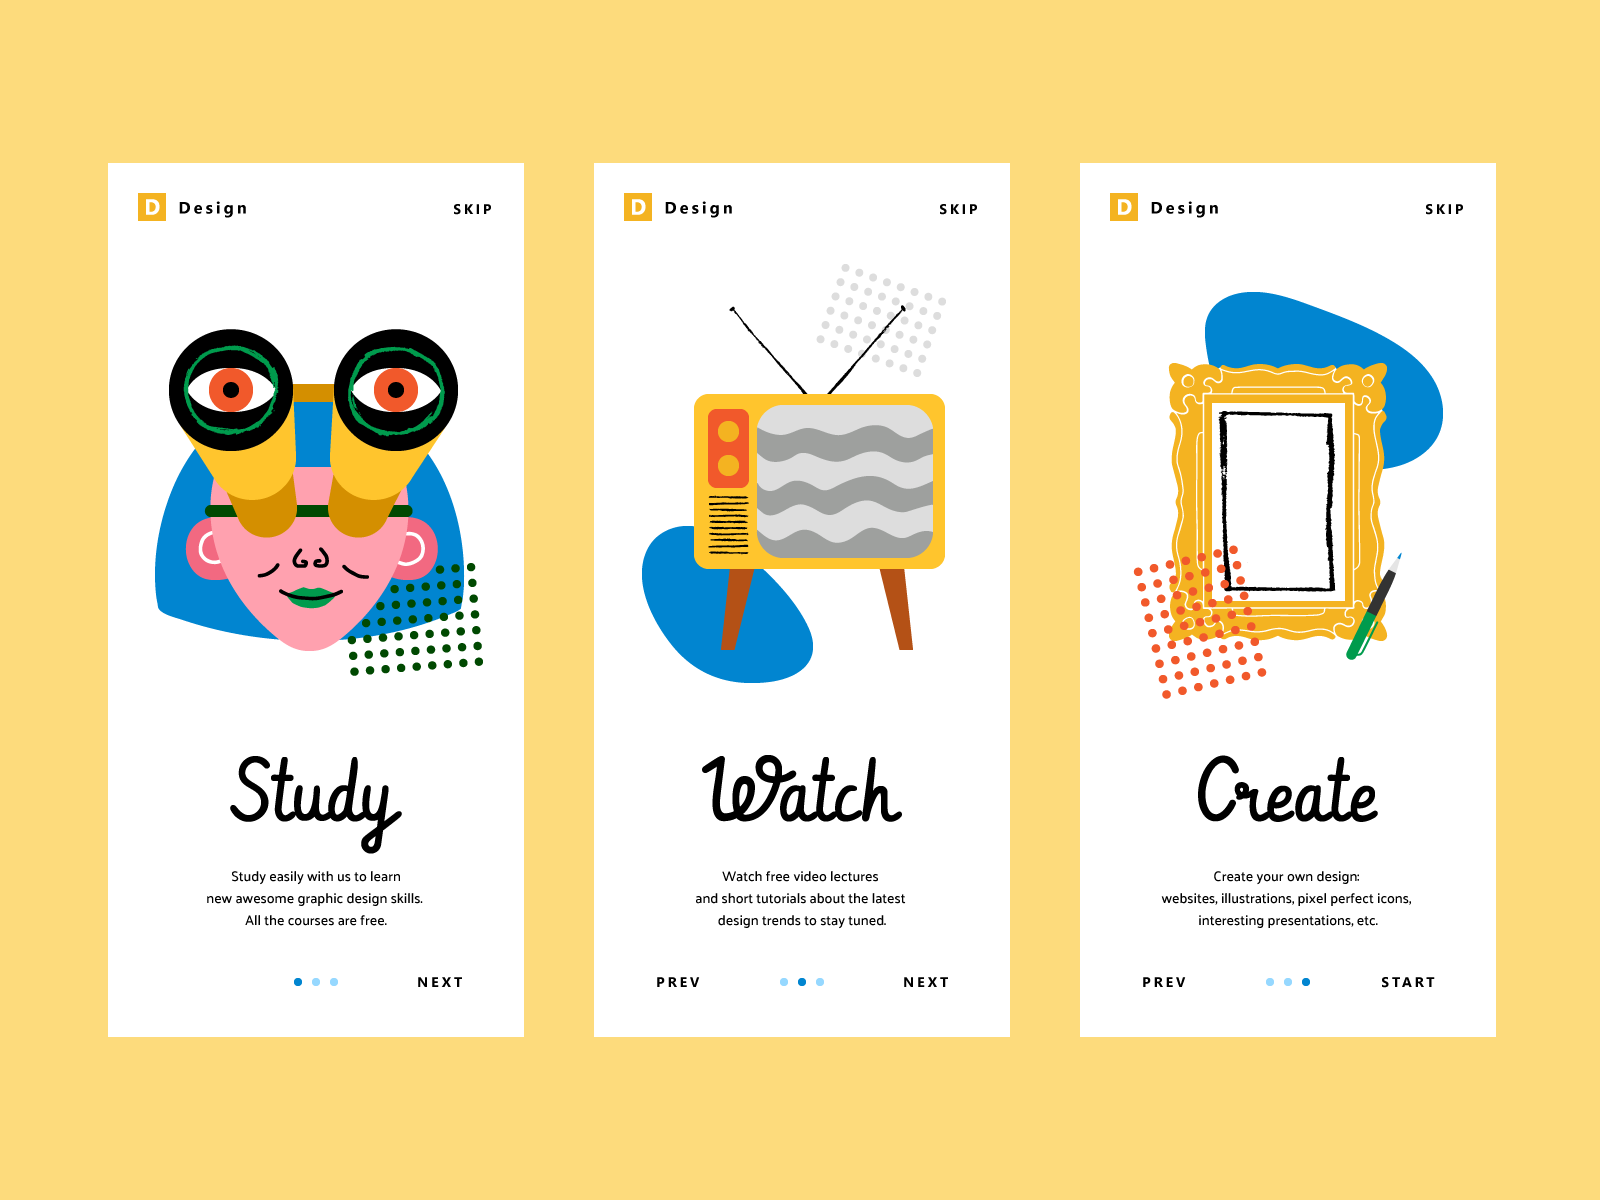 D Design SKIP
Study
Study easily with us to learn
new awesome graphic design skills.
All the courses are free.
NEXT
D Design SKIP
Watch
Watch free video lectures
and short tutorials about the latest
design trends to stay tuned.
PREV NEXT
D Design SKIP
Create
Create your own design:
websites, illustrations, pixel perfect icons,
interesting presentations, etc.
PREV START